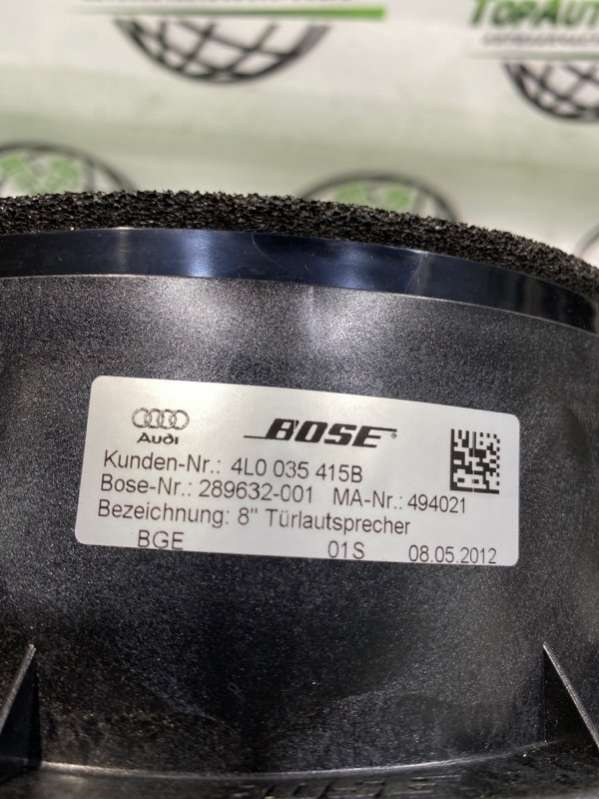 TOPAUT
Audi BOSE
Kunden-Nr.: 4L0 035 415B
Bose-Nr.: 289632-001 MA-Nr.: 494021
Bezeichnung: 8" Türlautsprecher
BGE 01S 08.05.2012